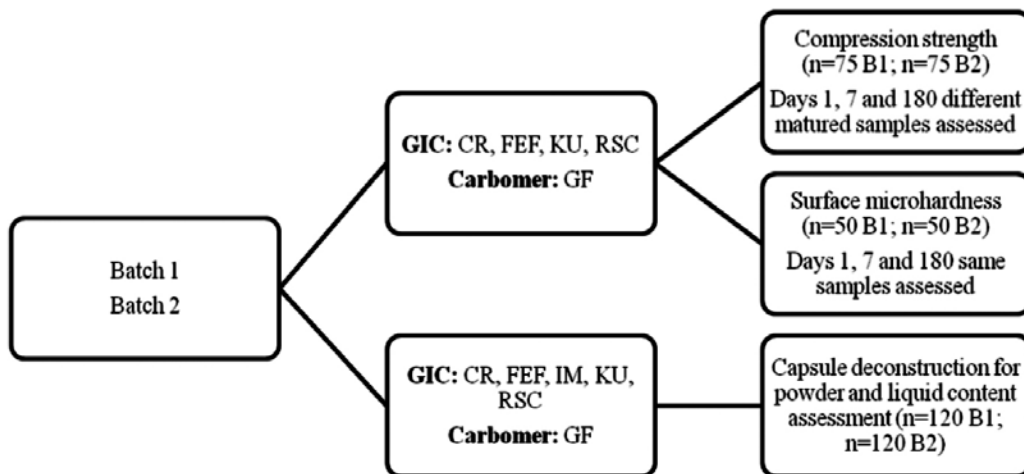 Batch 1
Batch 2
GIC: CR, FEF, KU, RSC
Carbomer: GF
Compression strength
(n=75 B1; n=75 B2)
Days 1, 7 and 180 different
matured samples assessed
Surface microhardness
(n=50 B1; n=50 B2)
Days 1, 7 and 180 same
samples assessed
GIC: CR, FEF, IM, KU,
RSC
Carbomer: GF
Capsule deconstruction for
powder and liquid content
assessment (n=120 B1;
n=120 B2)